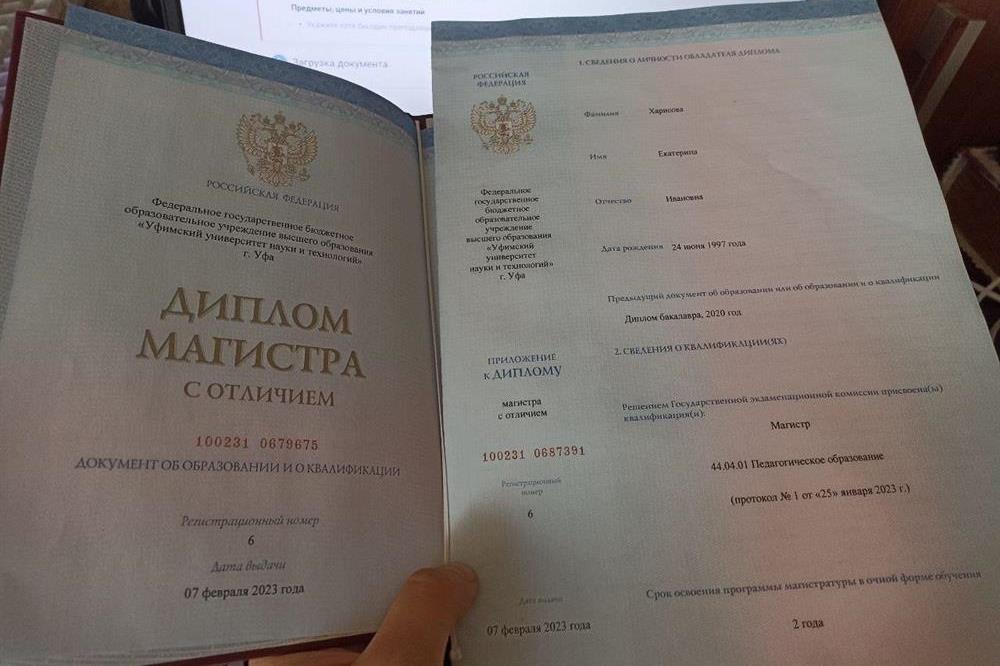 Предметы, цены и условия занятий
Загрузка документа
РОССИЙСКАЯ ФЕДЕРАЦИЯ
Федеральное государственное бюджетное
образовательное учреждение высшего образования
«Уфимский университет науки и технологий»
г. Уфа
ДИПЛОМ
МАГИСТРА
С ОТЛИЧИЕМ
100231 0679675
ДОКУМЕНТ ОБ ОБРАЗОВАНИИ И О КВАЛИФИКАЦИИ
Регистрационный номер
6
Дата выдачи
07 февраля 2023 года
РОССИЙСКАЯ
ФЕДЕРАЦИЯ
Федеральное
государственное
бюджетное
образовательное
учреждение
высшего образования
«Уфимский
университет
науки и технологий»
г. Уфа
ПРИЛОЖЕНИЕ
к ДИПЛОМУ
магистра
с отличием
100231 0687391
Регистрационный
номер
6
Дата выдачи
07 февраля 2023 года
1. СВЕДЕНИЯ О ЛИЧНОСТИ ОБЛАДАТЕЛЯ ДИПЛОМА
Фамилия Харисова
Имя Екатерина
Отчество Ивановна
Дата рождения 24 июня 1997 года
Предыдущий документ об образовании или об образовании и о квалификации
Диплом бакалавра, 2020 год
2. СВЕДЕНИЯ О КВАЛИФИКАЦИИ(ЯХ)
Решением Государственной экзаменационной комиссии присвоена(ы)
квалификация(и):
Магистр
44.04.01 Педагогическое образование
(протокол № 1 от «25» января 2023 г.)
Срок освоения программы магистратуры в очной форме обучения
2 года